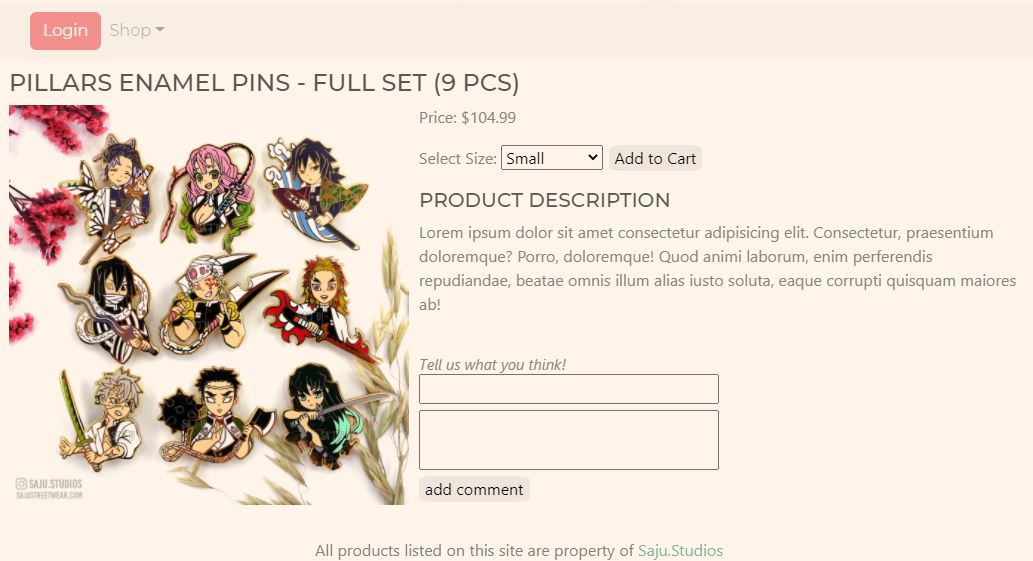 Login Shop
PILLARS ENAMEL PINS - FULL SET (9 PCS)
Price: $104.99
Select Size: Small Add to Cart
PRODUCT DESCRIPTION
Lorem ipsum dolor sit amet consectetur adipisicing elit. Consectetur, praesentium
doloremque? Porro, doloremque! Quod animi laborum, enim perferendis
repudiandae, beatae omnis illum alias iusto soluta, eaque corrupti quisquam maiores
ab!
Tell us what you think!
add comment
SAJU.STUDIOS
SAJUSTREETWEAR.COM
All products listed on this site are property of Saju.Studios